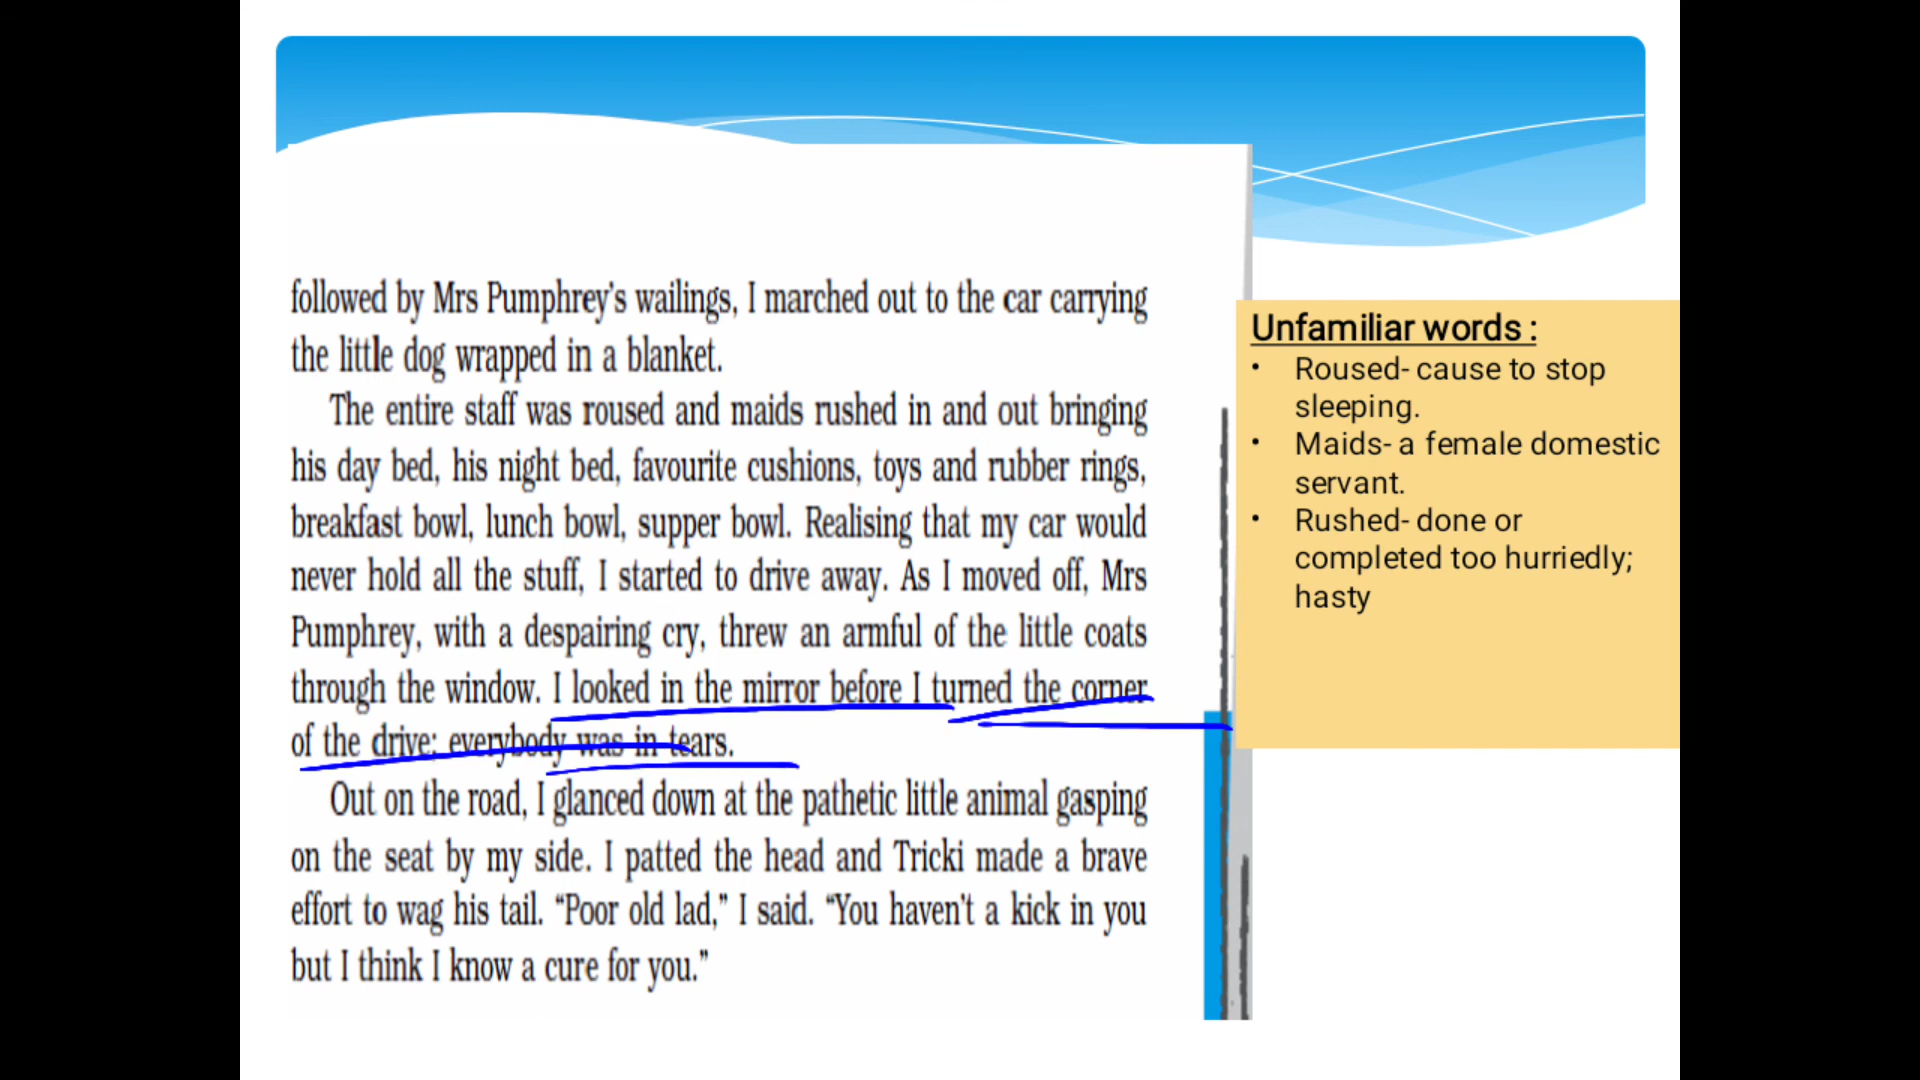 followed by Mrs Pumphrey's wailings, I marched out to the car carrying
the little dog wrapped in a blanket.
The entire staff was roused and maids rushed in and out bringing
his day bed, his night bed, favourite cushions, toys and rubber rings,
breakfast bowl, lunch bowl, supper bowl. Realising that my car would
never hold all the stuff, I started to drive away. As I moved off, Mrs
Pumphrey, with a despairing cry, threw an armful of the little coats
through the window. I looked in the mirror before I turned the corner
of the drive; everybody was in tears.
Out on the road, I glanced down at the pathetic little animal gasping
on the seat by my side. I patted the head and Tricki made a brave
effort to wag his tail. “Poor old lad,” I said. “You haven't a kick in you
but I think I know a cure for you.”
Unfamiliar words :
• Roused- cause to stop
sleeping.
• Maids- a female domestic
servant.
• Rushed- done or
completed too hurriedly;
hasty